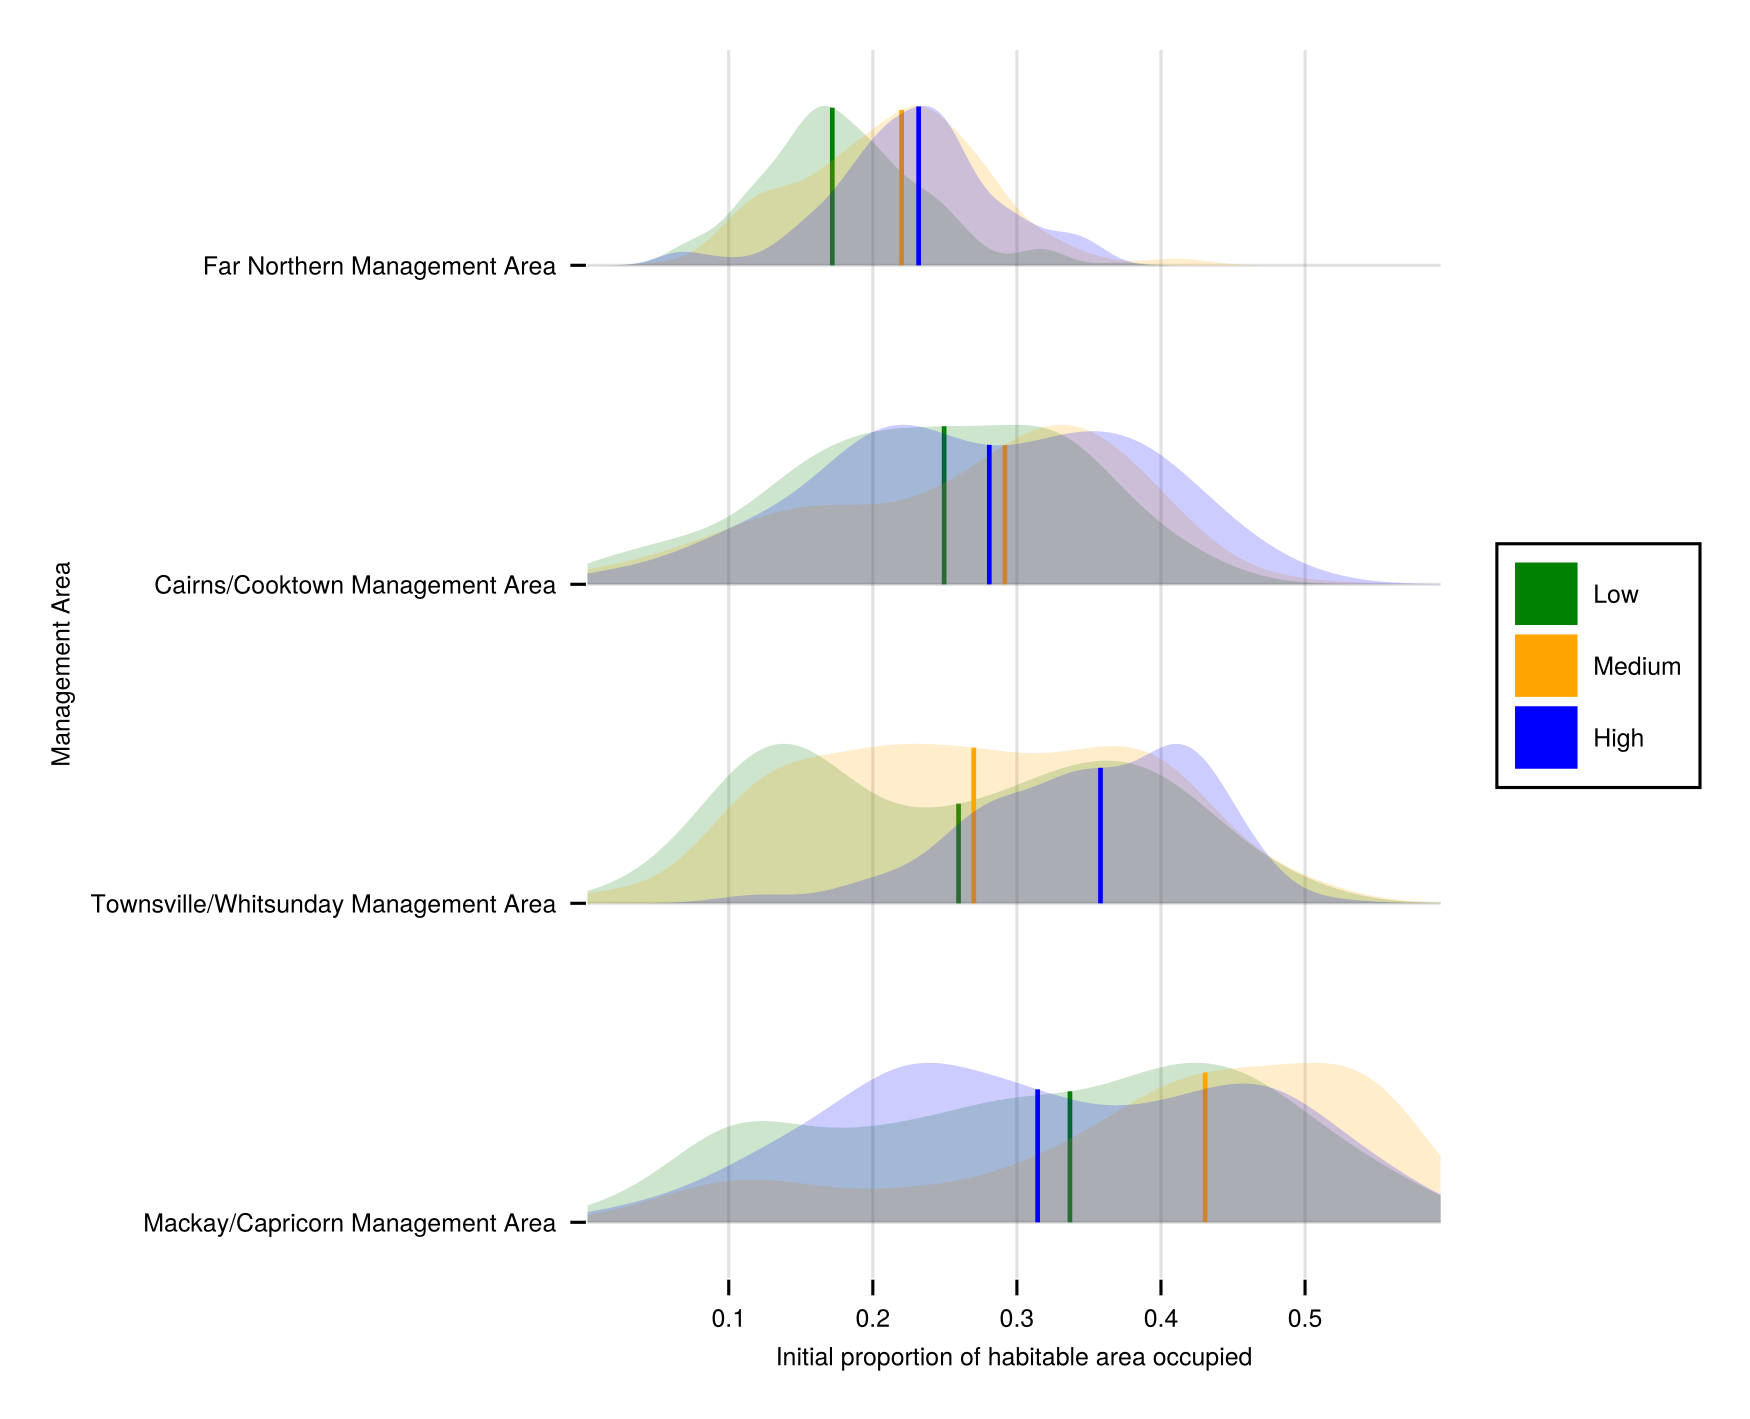 Far Northern Management Area
Cairns/Cooktown Management Area
Townsville/Whitsunday Management Area
Mackay/Capricorn Management Area
Management Area
0.1 0.2 0.3 0.4 0.5
Initial proportion of habitable area occupied
Low
Medium
High